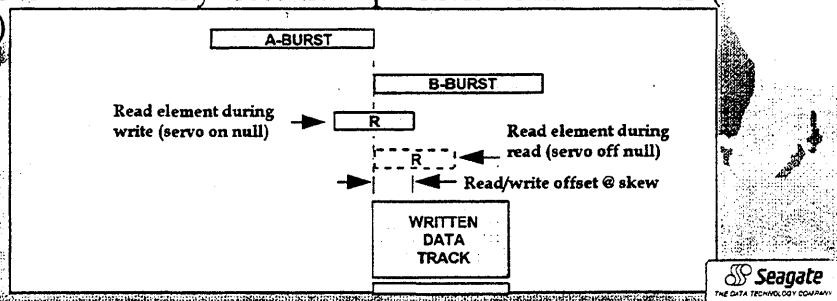 A-BURST
B-BURST
Read element during
write (servo on null)
R
Read element during
read (servo off null)
R
Read/write offset @ skew
WRITTEN
DATA
TRACK
Seagate
THE DATA TECHNOLOGY COMPANY